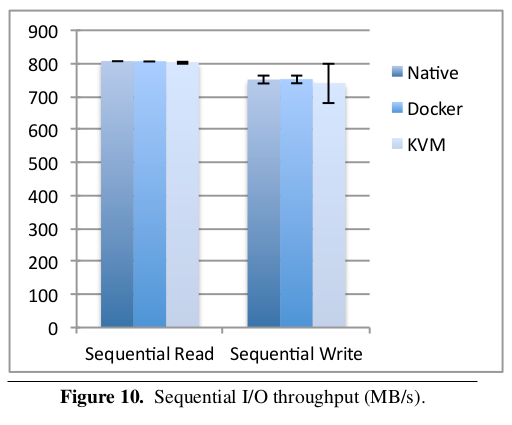 900
800
700
600
500
400
300
200
100
0
Sequential Read Sequential Write
Native
Docker
KVM
Figure 10. Sequential I/O throughput (MB/s).